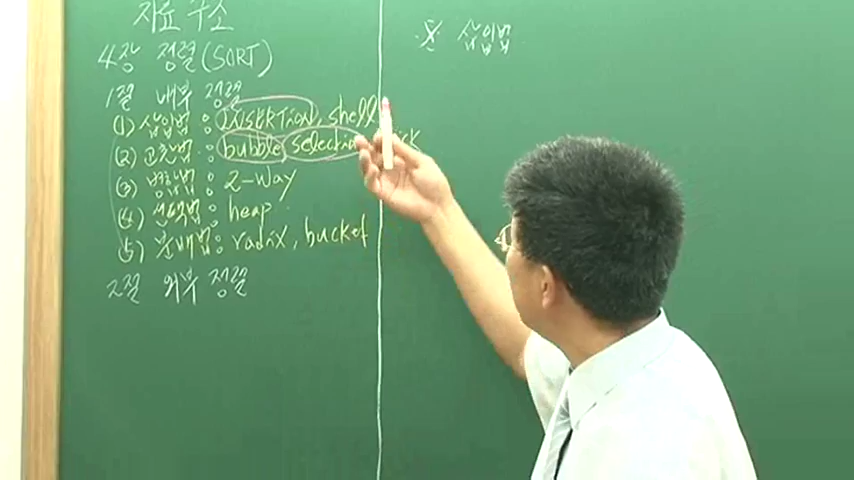 자료 구조
4장 정렬(SORT)
1절 내부 정렬
(1) 삽입법 : INSERTION, shell
(2) 교환법 : bubble, selection, ick
(3) 병합법 : 2-way
(4) 선택법 : heap
(5) 분배법 : radix, bucket
2절 외부 정렬
※ 삽입법